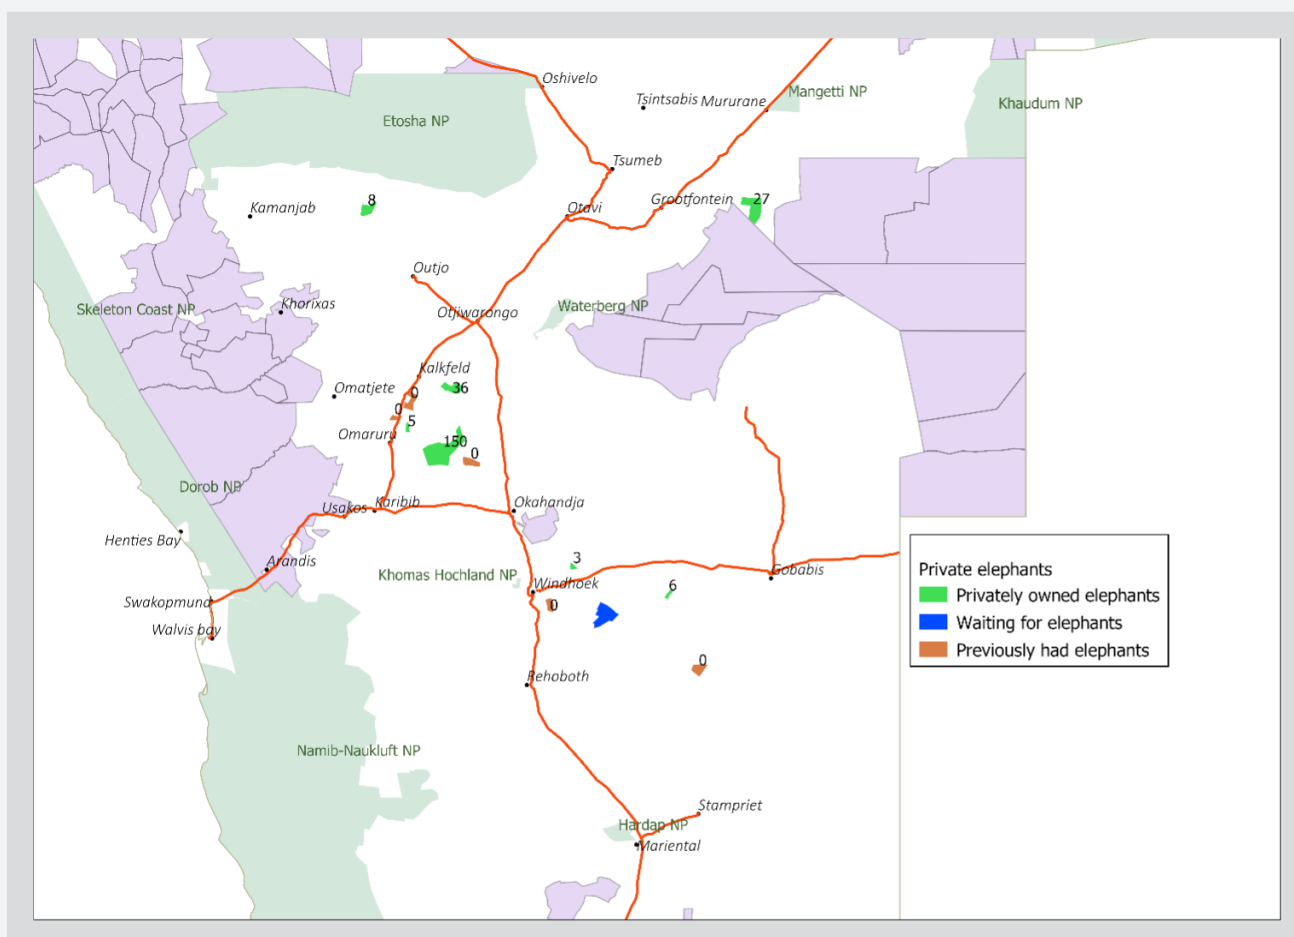 Oshivelo
Tsintsabis
Mururane
Mangetti NP
Khaudum NP
Etosha NP
Tsumeb
8
Kamanjab
Otavi
Grootfontein
27
Outjo
Skeleton Coast NP
Khorixas
Otjiwarongo
Waterberg NP
Kalkfeld
Omatjete
0
36
0
5
Omaruru
150
0
Dorob NP
Usakos
Karibib
Okahandja
Henties Bay
Arandis
Khomas Hochland NP
3
Windhoek
Gobabis
6
0
Swakopmund
Walvis bay
Rehoboth
0
Private elephants
Privately owned elephants
Waiting for elephants
Previously had elephants
Namib-Naukluft NP
Stampriet
Hardap NP
Mariental